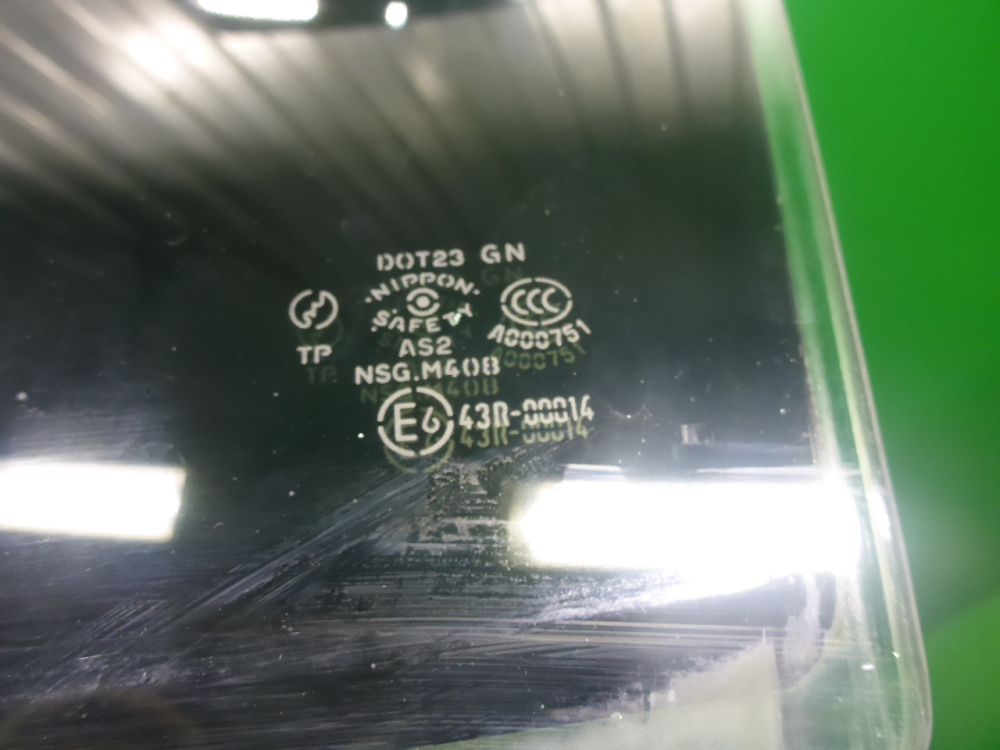 DOT23 GN
·NIPPON·
·SAFETY·
CCC
A000751
TP
AS2
NSG.M408
E6 43R-00014